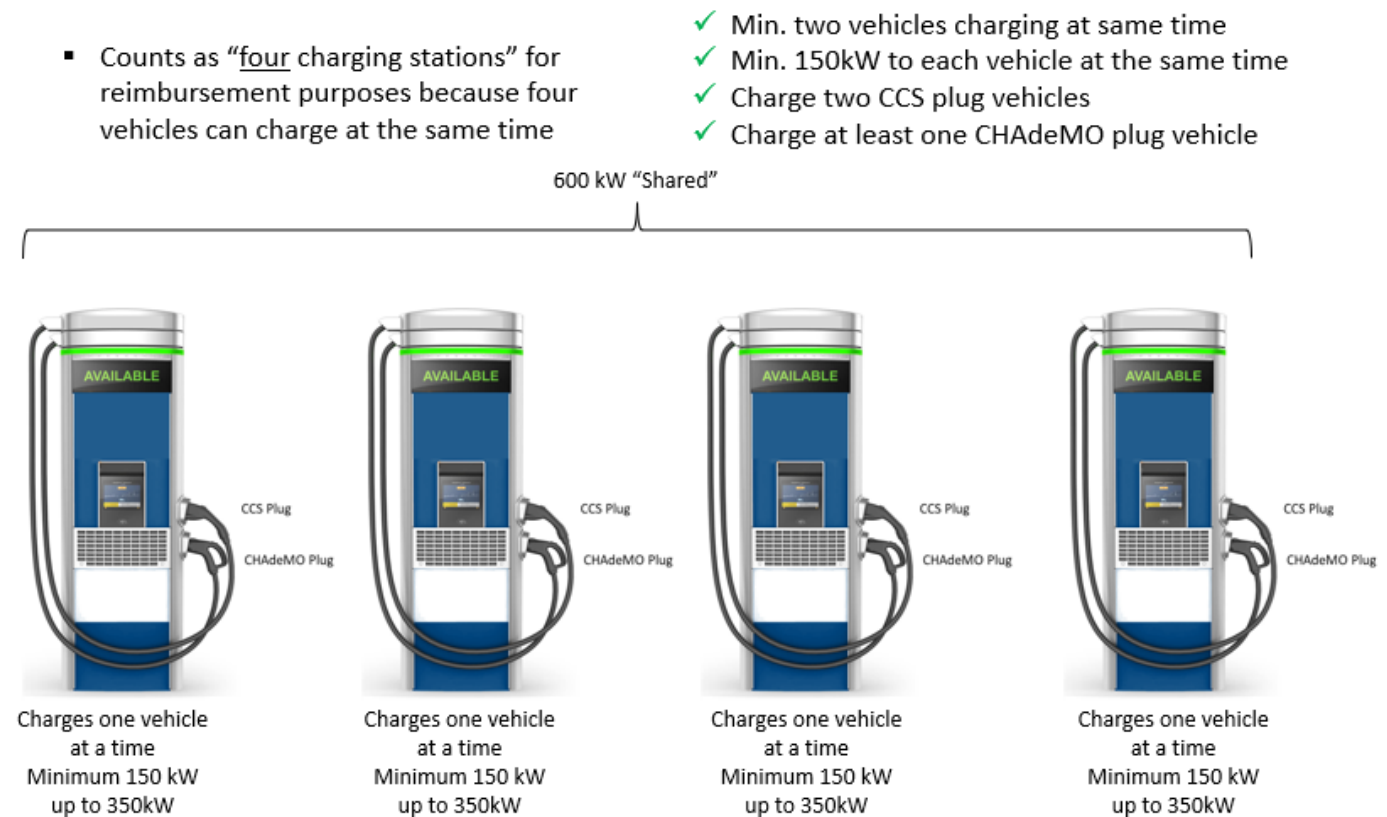 ▪ Counts as “four charging stations” for
reimbursement purposes because four
vehicles can charge at the same time
✓ Min. two vehicles charging at same time
✓ Min. 150kW to each vehicle at the same time
✓ Charge two CCS plug vehicles
✓ Charge at least one CHAdeMO plug vehicle
600 kW “Shared”
AVAILABLE
CCS Plug
CHAdeMO Plug
Charges one vehicle
at a time
Minimum 150 kW
up to 350kW
AVAILABLE
CCS Plug
CHAdeMO Plug
Charges one vehicle
at a time
Minimum 150 kW
up to 350kW
AVAILABLE
CCS Plug
CHAdeMO Plug
Charges one vehicle
at a time
Minimum 150 kW
up to 350kW
AVAILABLE
CCS Plug
CHAdeMO Plug
Charges one vehicle
at a time
Minimum 150 kW
up to 350kW